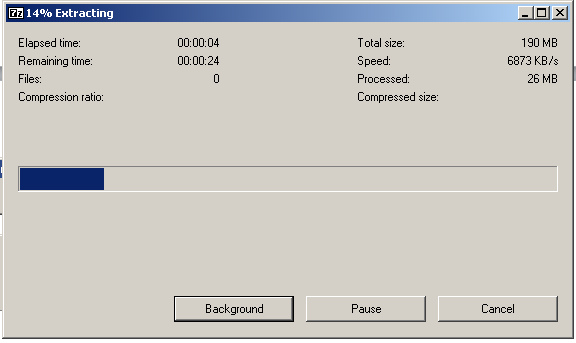 7z 14% Extracting
Elapsed time: 00:00:04 Total size: 190 MB
Remaining time: 00:00:24 Speed: 6873 KB/s
Files: 0 Processed: 26 MB
Compression ratio: Compressed size:
Background Pause Cancel